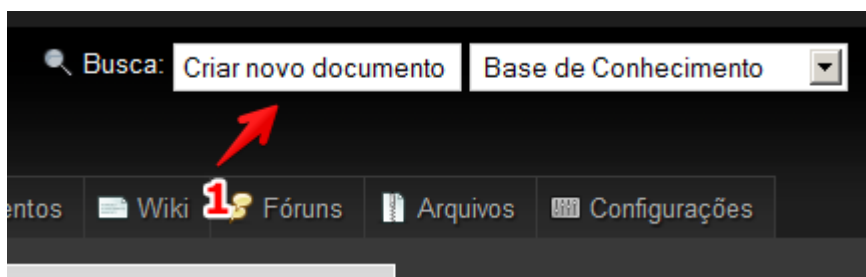 Busca: Criar novo documento Base de Conhecimento
1
entos Wiki Fóruns Arquivos Configurações